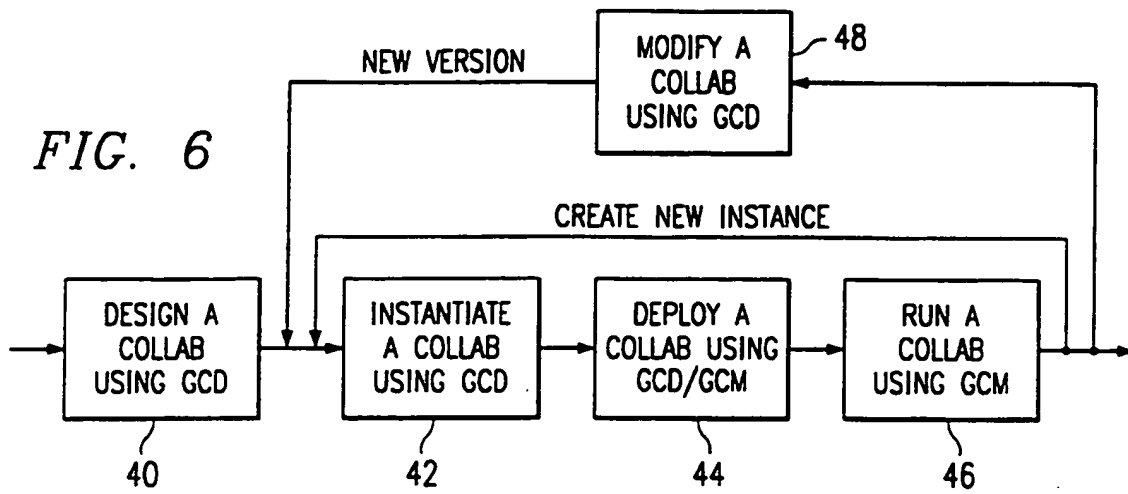 MODIFY A
COLLAB
USING GCD
48
NEW VERSION
FIG. 6
CREATE NEW INSTANCE
DESIGN A
COLLAB
USING GCD
INSTANTIATE
A COLLAB
USING GCD
DEPLOY A
COLLAB USING
GCD/GCM
RUN A
COLLAB
USING GCM
40
42
44
46